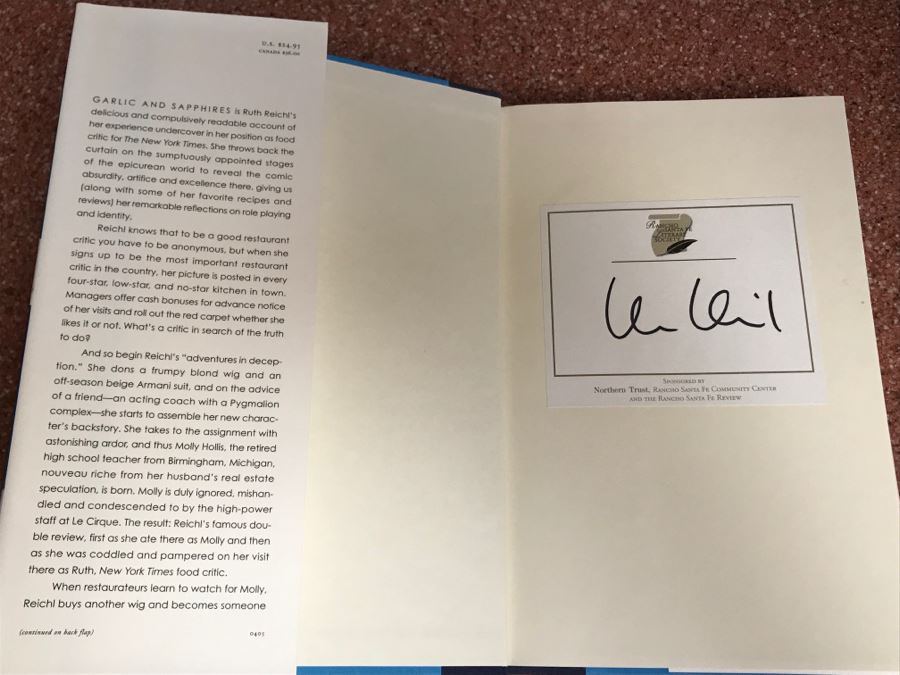 U.S. $24.95
CANADA $36.00
GARLIC AND SAPPHIRES is Ruth Reichl's
delicious and compulsively readable account of
her experience undercover in her position as food
critic for The New York Times. She throws back the
curtain on the sumptuously appointed stages
of the epicurean world to reveal the comic
absurdity, artifice and excellence there, giving us
(along with some of her favorite recipes and
reviews) her remarkable reflections on role playing
and identity.
Reichl knows that to be a good restaurant
critic you have to be anonymous, but when she
signs up to be the most important restaurant
critic in the country, her picture is posted in every
four-star, low-star, and no-star kitchen in town.
Managers offer cash bonuses for advance notice
of her visits and roll out the red carpet whether she
likes it or not. What's a critic in search of the truth
to do?
And so begin Reichl's “adventures in decep-
tion.” She dons a frumpy blond wig and an
off-season beige Armani suit, and on the advice
of a friend—an acting coach with a Pygmalion
complex—she starts to assemble her new charac-
ter's backstory. She takes to the assignment with
astonishing ardor, and thus Molly Hollis, the retired
high school teacher from Birmingham, Michigan,
nouveau riche from her husband's real estate
speculation, is born. Molly is duly ignored, mishan-
dled and condescended to by the high-power
staff at Le Cirque. The result: Reichl's famous dou-
ble review, first as she ate there as Molly and then
as she was coddled and pampered on her visit
there as Ruth, New York Times food critic.
When restaurateurs learn to watch for Molly,
Reichl buys another wig and becomes someone
(continued on back flap)
0405
RANCHO
SANTA FE
LITERARY
SOCIETY
SPONSORED BY
Northern Trust, RANCHO SANTA FE COMMUNITY CENTER
AND THE RANCHO SANTA FE REVIEW